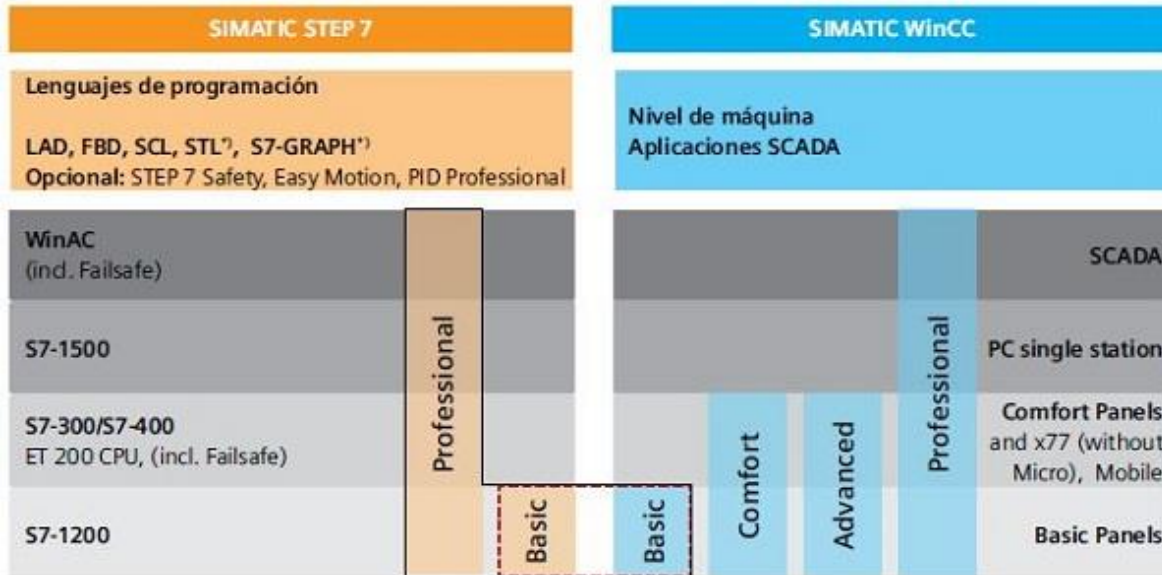 SIMATIC STEP 7
Lenguajes de programación
LAD, FBD, SCL, STL*), S7-GRAPH*)
Opcional: STEP 7 Safety, Easy Motion, PID Professional
WinAC
(incl. Failsafe)
S7-1500
S7-300/S7-400
ET 200 CPU, (incl. Failsafe)
S7-1200
Professional
Basic
SIMATIC WinCC
Nivel de máquina
Aplicaciones SCADA
Basic
Comfort
Advanced
Professional
SCADA
PC single station
Comfort Panels
and x77 (without
Micro), Mobile
Basic Panels